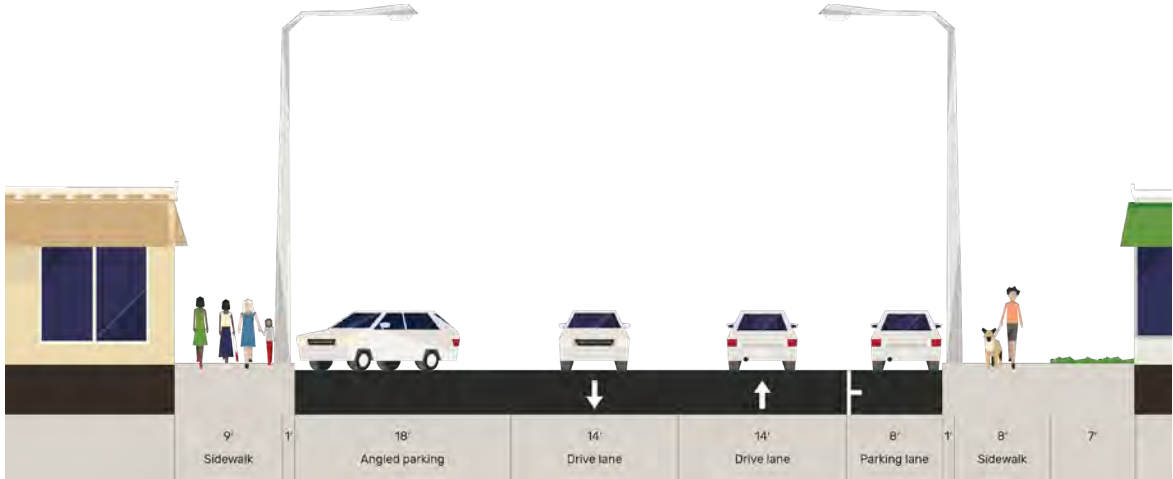 9' 1' 18' 14' 14' 8' 1' 8' 7'
Sidewalk Angled parking Drive lane Drive lane Parking lane Sidewalk